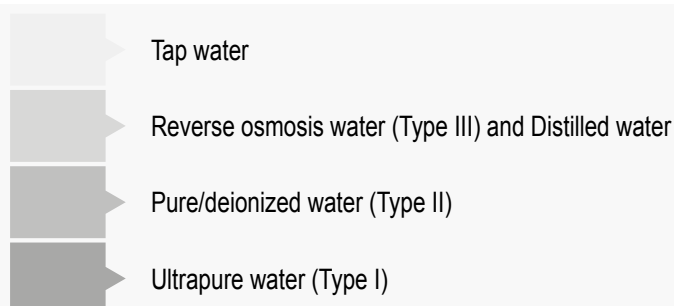 Tap water
Reverse osmosis water (Type III) and Distilled water
Pure/deionized water (Type II)
Ultrapure water (Type I)